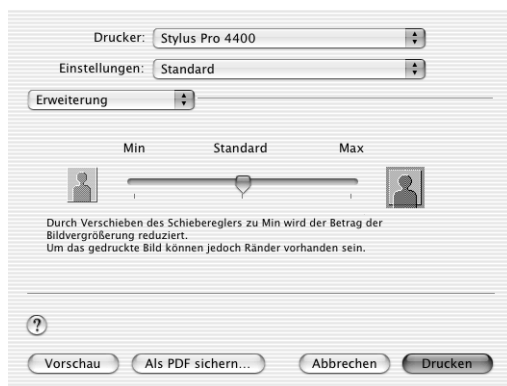 Drucker: Stylus Pro 4400
Einstellungen: Standard
Erweiterung
Min Standard Max
Durch Verschieben des Schiebereglers zu Min wird der Betrag der
Bildvergrößerung reduziert.
Um das gedruckte Bild können jedoch Ränder vorhanden sein.
?
Vorschau Als PDF sichern... Abbrechen Drucken